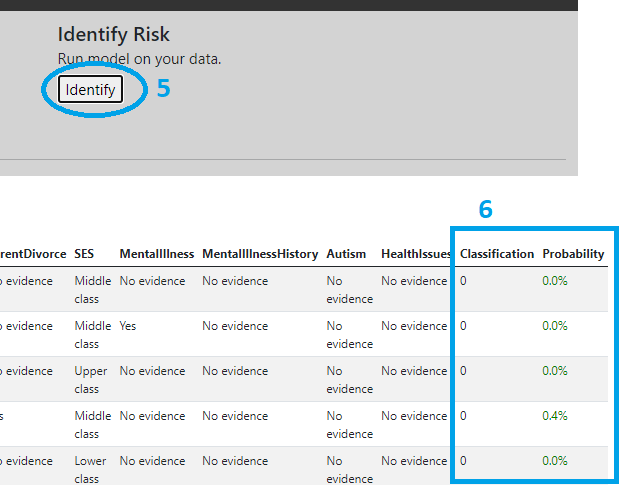 Identify Risk
Run model on your data.
Identify 5
6
rentDivorce SES MentalIllness MentalIllnessHistory Autism HealthIssues Classification Probability
o evidence Middle No evidence No evidence No No evidence 0 0.0%
class evidence
o evidence Middle Yes No evidence No No evidence 0 0.0%
class evidence
o evidence Upper No evidence No evidence No No evidence 0 0.0%
class evidence
s Middle No evidence No evidence No No evidence 0 0.4%
class evidence
o evidence Lower No evidence No evidence No No evidence 0 0.0%
class evidence